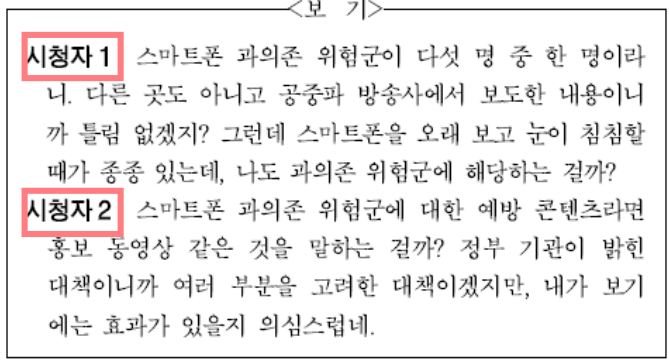 <보 기>
시청자 1 스마트폰 과의존 위험군이 다섯 명 중 한 명이라
니. 다른 곳도 아니고 공중파 방송사에서 보도한 내용이니
까 틀림 없겠지? 그런데 스마트폰을 오래 보고 눈이 침침할
때가 종종 있는데, 나도 과의존 위험군에 해당하는 걸까?
시청자 2 스마트폰 과의존 위험군에 대한 예방 콘텐츠라면
홍보 동영상 같은 것을 말하는 걸까? 정부 기관이 밝힌
대책이니까 여러 부분을 고려한 대책이겠지만, 내가 보기
에는 효과가 있을지 의심스럽네.